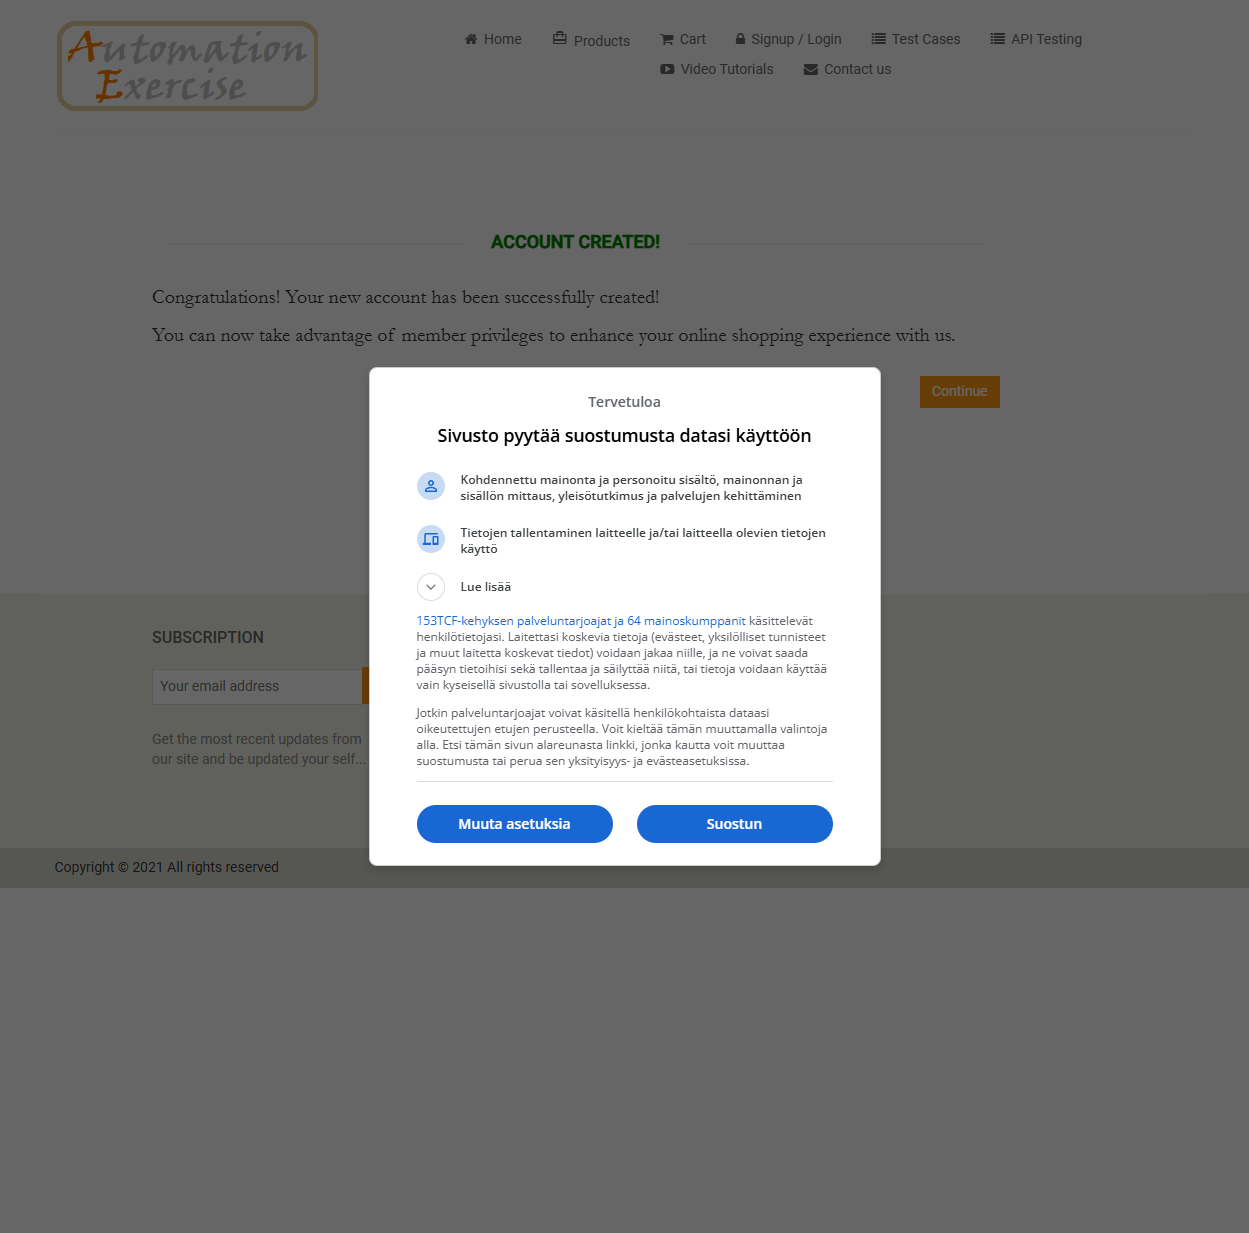 Automation
Exercise
Home
Products
Cart
Signup / Login
Test Cases
API Testing
Video Tutorials
Contact us
ACCOUNT CREATED!
Congratulations! Your new account has been successfully created!
You can now take advantage of member privileges to enhance your online shopping experience with us.
Continue
Tervetuloa
Sivusto pyytää suostumusta datasi käyttöön
Kohdennettu mainonta ja personoitu sisältö, mainonnan ja
sisällön mittaus, yleisötutkimus ja palvelujen kehittäminen
Tietojen tallentaminen laitteelle ja/tai laitteella olevien tietojen
käyttö
Lue lisää
153TCF-kehyksen palveluntarjoajat ja 64 mainoskumppanit käsittelevät
henkilötietojasi. Laitettasi koskevia tietoja (evästeet, yksilölliset tunnisteet
ja muut laitetta koskevat tiedot) voidaan jakaa niille, ja ne voivat saada
pääsyn tietoihisi sekä tallentaa ja säilyttää niitä, tai tietoja voidaan käyttää
vain kyseisellä sivustolla tai sovelluksessa.
Jotkin palveluntarjoajat voivat käsitellä henkilökohtaista dataasi
oikeutettujen etujen perusteella. Voit kieltää tämän muuttamalla valintoja
alla. Etsi tämän sivun alareunasta linkki, jonka kautta voit muuttaa
suostumusta tai perua sen yksityisyys- ja evästeasetuksissa.
Muuta asetuksia
Suostun
SUBSCRIPTION
Your email address
Get the most recent updates from
our site and be updated your self...
Copyright © 2021 All rights reserved